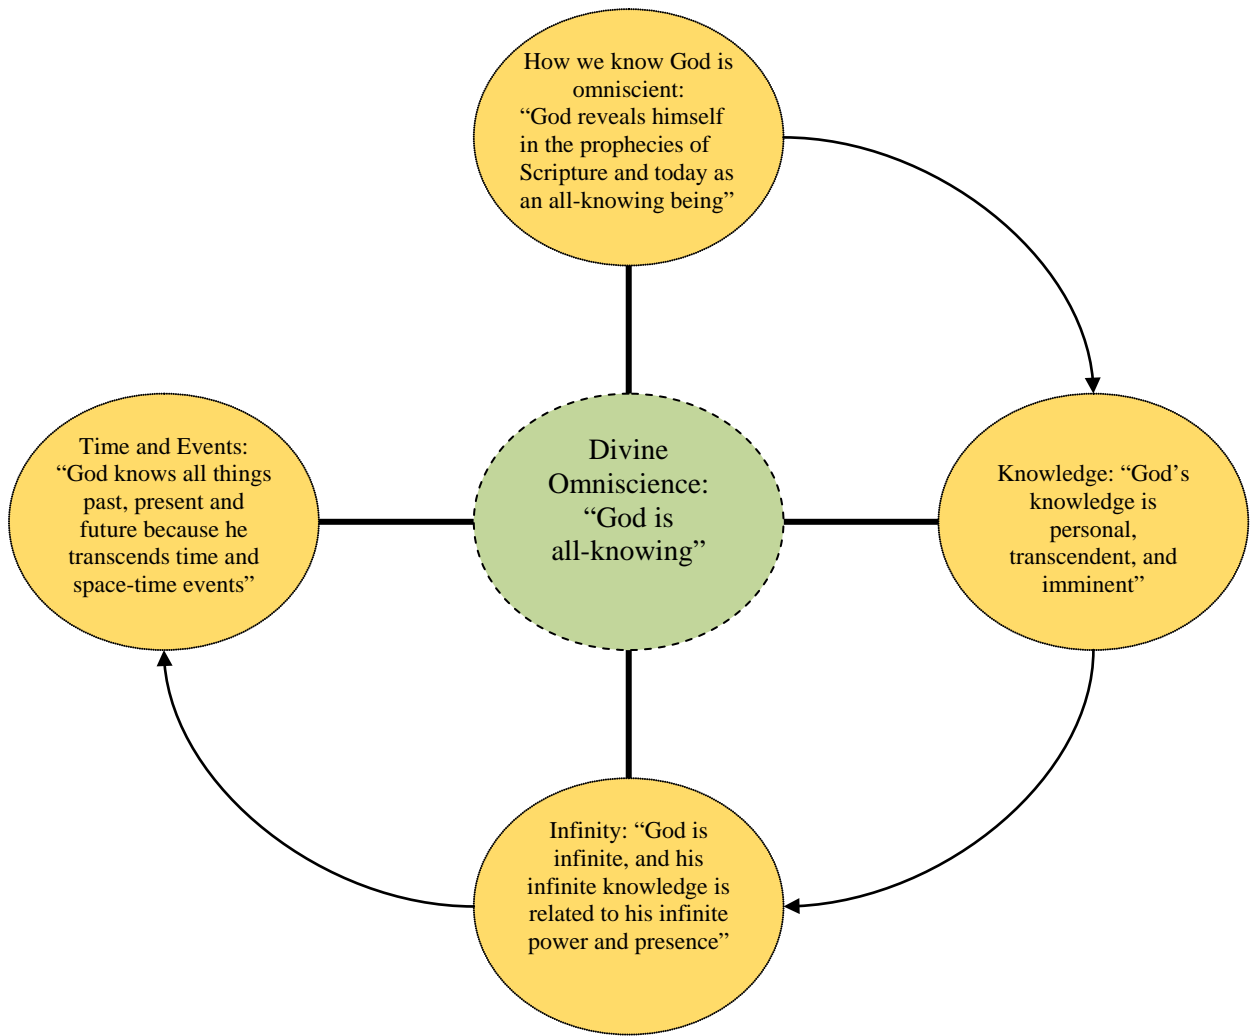 How we know God is
omniscient:
“God reveals himself
in the prophecies of
Scripture and today as
an all-knowing being”
Divine
Omniscience:
“God is
all-knowing”
Time and Events:
“God knows all things
past, present and
future because he
transcends time and
space-time events”
Knowledge: “God’s
knowledge is
personal,
transcendent, and
imminent”
Infinity: “God is
infinite, and his
infinite knowledge is
related to his infinite
power and presence”